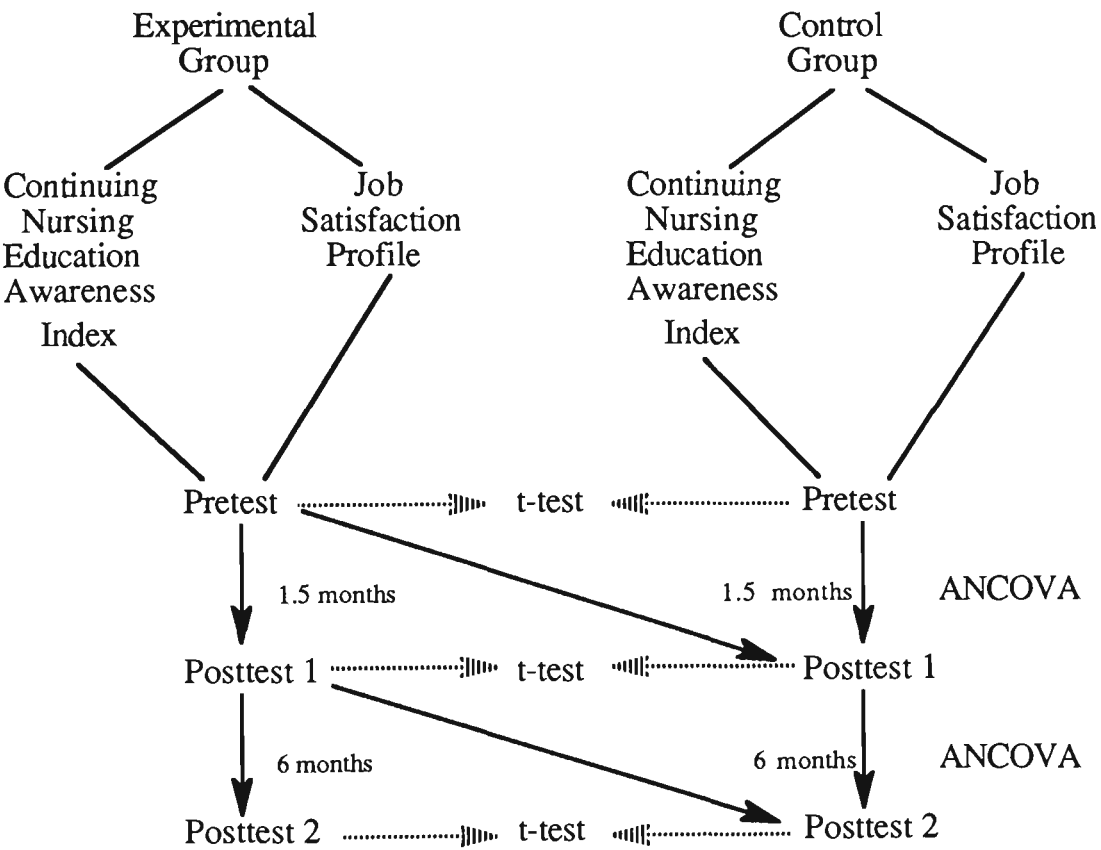 Experimental
Group
Control
Group
Continuing
Nursing
Education
Awareness
Index
Job
Satisfaction
Profile
Continuing
Nursing
Education
Awareness
Index
Job
Satisfaction
Profile
Pretest t-test Pretest
1.5 months 1.5 months ANCOVA
Posttest 1 t-test Posttest 1
6 months 6 months ANCOVA
Posttest 2 t-test Posttest 2